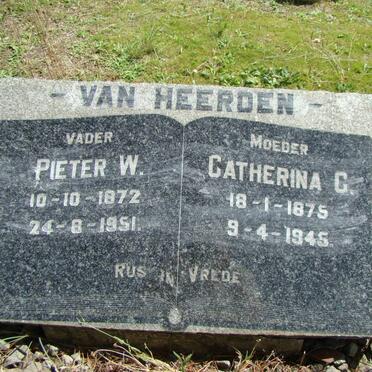 - VAN HEERDEN -
VADER
PIETER W.
10-10-1872
24-8-1951.
MOEDER
CATHERINA C.
18-1-1875
9-4-1945.
RUS IN VREDE